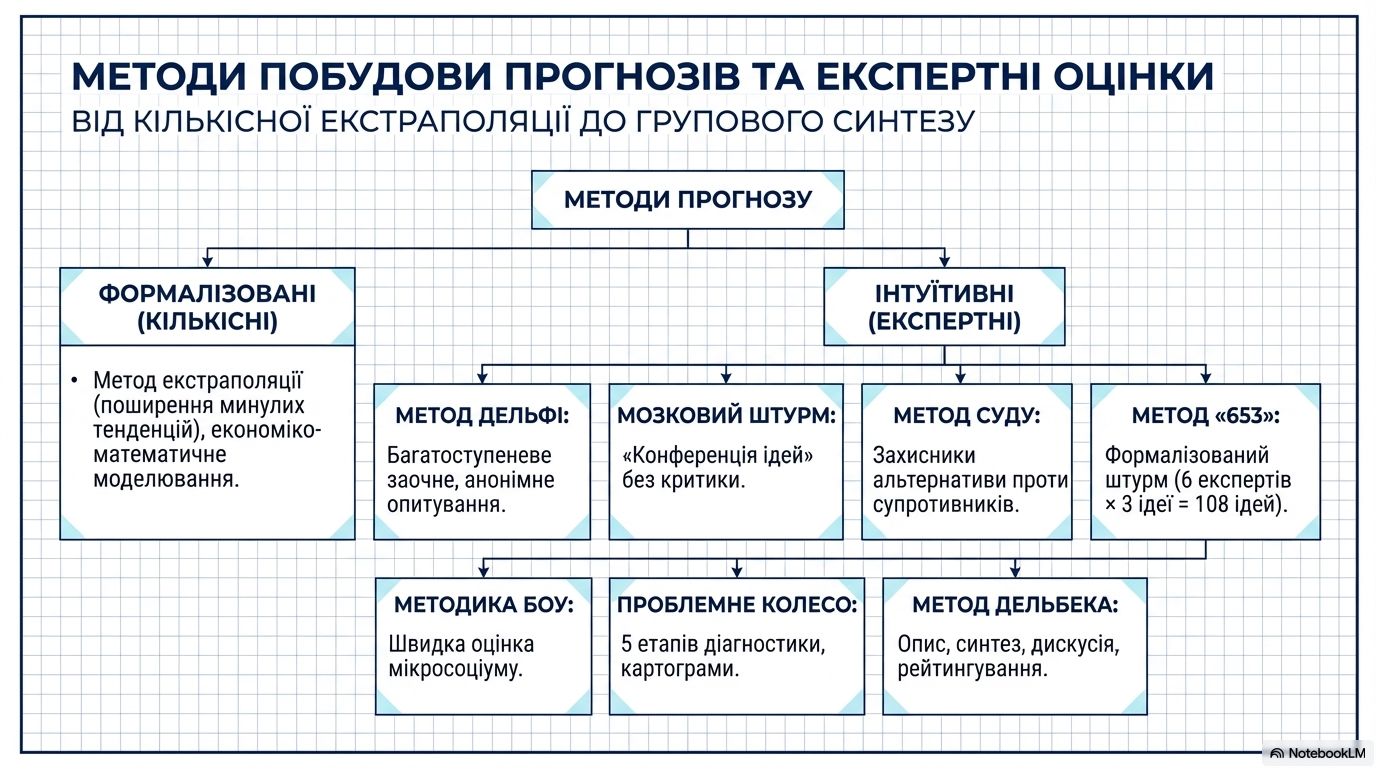 МЕТОДИ ПОБУДОВИ ПРОГНОЗІВ ТА ЕКСПЕРТНІ ОЦІНКИ
ВІД КІЛЬКІСНОЇ ЕКСТРАПОЛЯЦІЇ ДО ГРУПОВОГО СИНТЕЗУ
МЕТОДИ ПРОГНОЗУ
ФОРМАЛІЗОВАНІ
(КІЛЬКІСНІ)
• Метод екстраполяції
(поширення минулих
тенденцій), економіко-
математичне
моделювання.
ІНТУЇТИВНІ
(ЕКСПЕРТНІ)
МЕТОД ДЕЛЬФІ:
Багатоступеневе
заочне, анонімне
опитування.
МОЗКОВИЙ ШТУРМ:
«Конференція ідей»
без критики.
МЕТОД СУДУ:
Захисники
альтернативи проти
супротивників.
МЕТОД «653»:
Формалізований
штурм (6 експертів
× 3 ідеї = 108 ідей).
МЕТОДИКА БОУ:
Швидка оцінка
мікросоціуму.
ПРОБЛЕМНЕ КОЛЕСО:
5 етапів діагностики,
картограми.
МЕТОД ДЕЛЬБЕКА:
Опис, синтез, дискусія,
рейтингування.
NotebookLM